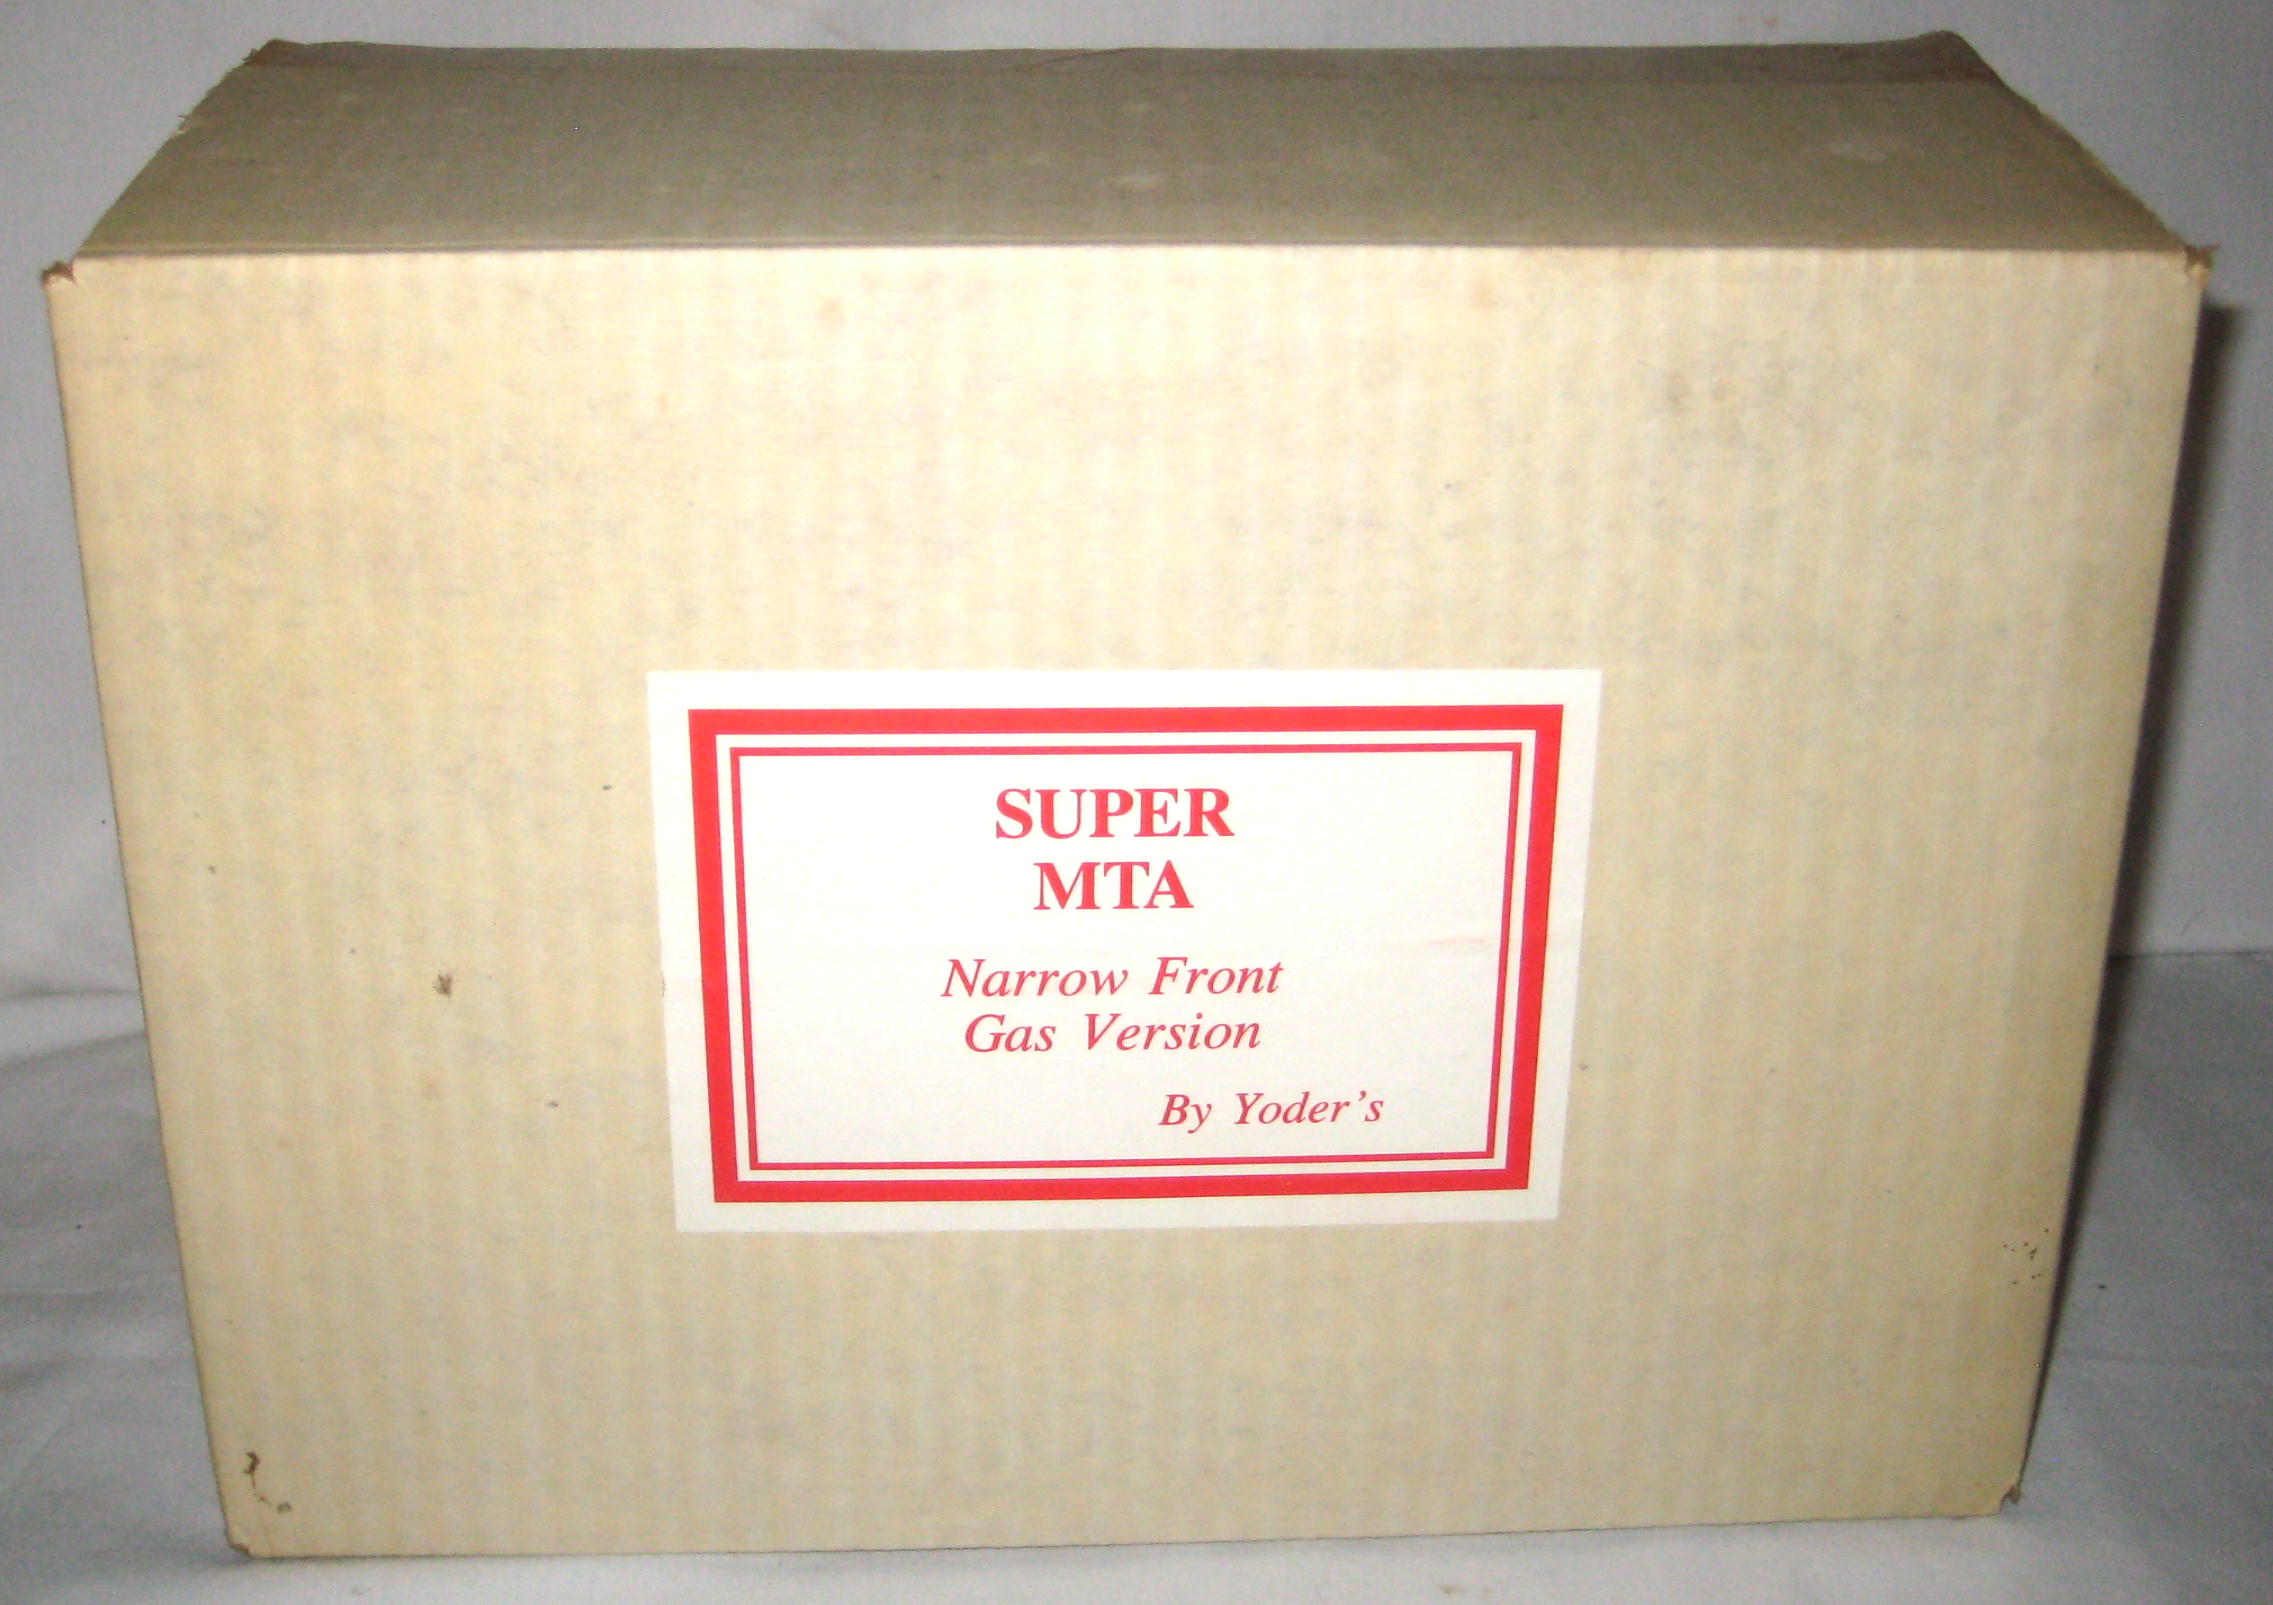 SUPER
MTA
Narrow Front
Gas Version
By Yoder's